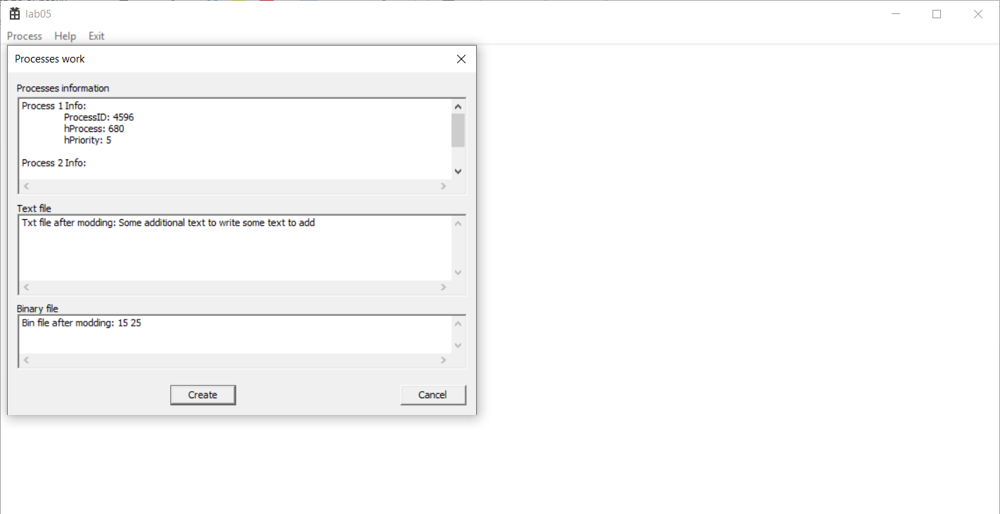 lab05
Process Help Exit
Processes work
Processes information
Process 1 Info:
ProcessID: 4596
hProcess: 680
hPriority: 5
Process 2 Info:
Text file
Txt file after modding: Some additional text to write some text to add
Binary file
Bin file after modding: 15 25
Create Cancel